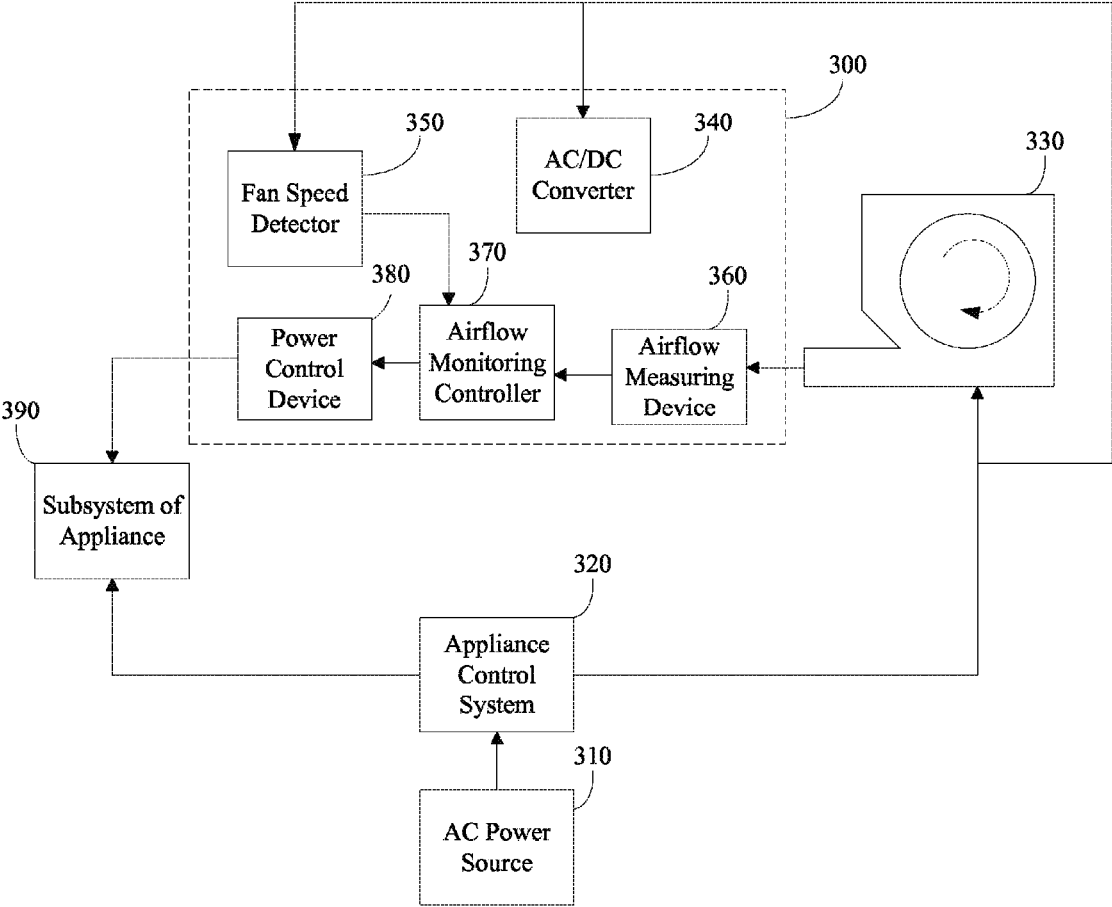 300
350
340
330
AC/DC
Converter
Fan Speed
Detector
370
380
360
Power
Control
Device
Airflow
Monitoring
Controller
Airflow
Measuring
Device
390
Subsystem of
Appliance
320
Appliance
Control
System
310
AC Power
Source